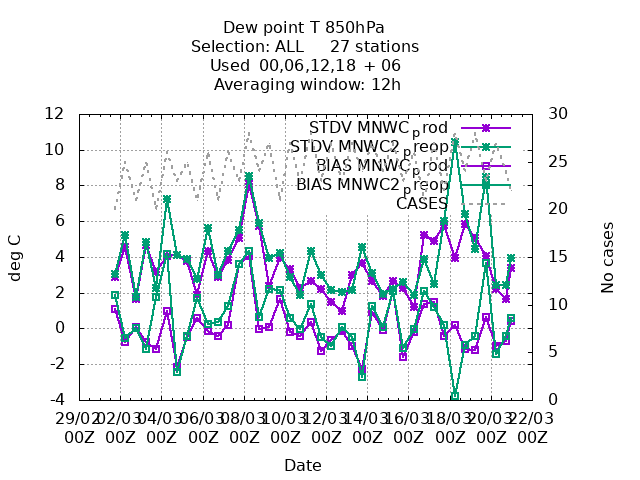 Dew point T 850hPa
Selection: ALL 27 stations
Used 00,06,12,18 + 06
Averaging window: 12h
deg C
12
10
8
6
4
2
0
-2
-4
STDV MNWC_prod
STDV MNWC2_preop
BIAS MNWC_prod
BIAS MNWC2_preop
CASES
30
25
20
15
10
5
0
No cases
29/02 02/03 04/03 06/03 08/03 10/03 12/03 14/03 16/03 18/03 20/03 22/03
00Z 00Z 00Z 00Z 00Z 00Z 00Z 00Z 00Z 00Z 00Z 00Z
Date